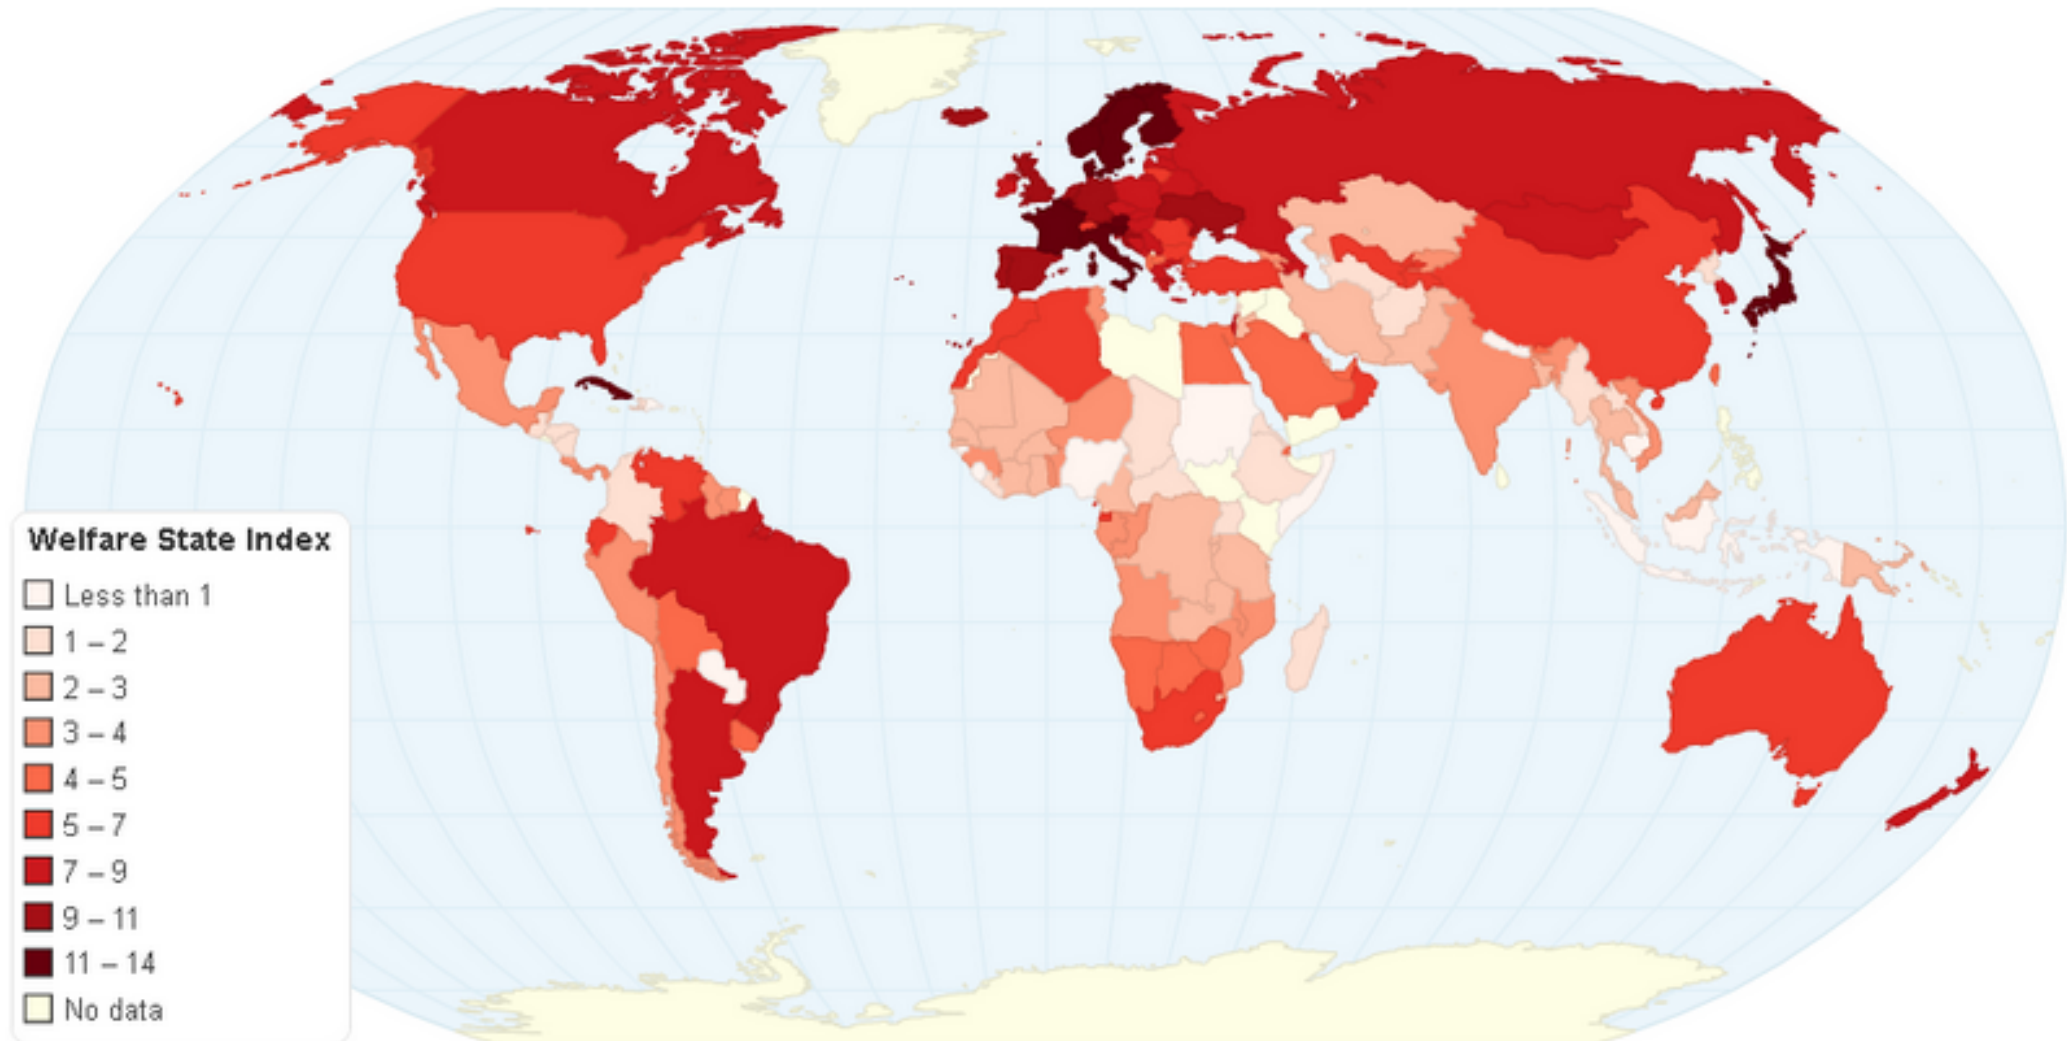 Welfare State Index
Less than 1
1 – 2
2 – 3
3 – 4
4 – 5
5 – 7
7 – 9
9 – 11
11 – 14
No data